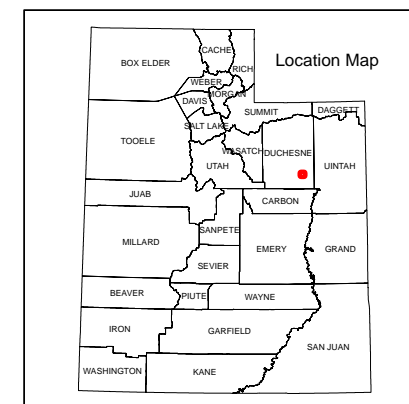 Location Map
BOX ELDER
CACHE
RICH
WEBER
MORGAN
DAVIS
SUMMIT
DAGGETT
SALT LAKE
TOOELE
WASATCH
DUCHESNE
UTAH
UINTAH
JUAB
CARBON
SANPETE
MILLARD
EMERY
GRAND
SEVIER
BEAVER
PIUTE
WAYNE
IRON
GARFIELD
SAN JUAN
WASHINGTON
KANE